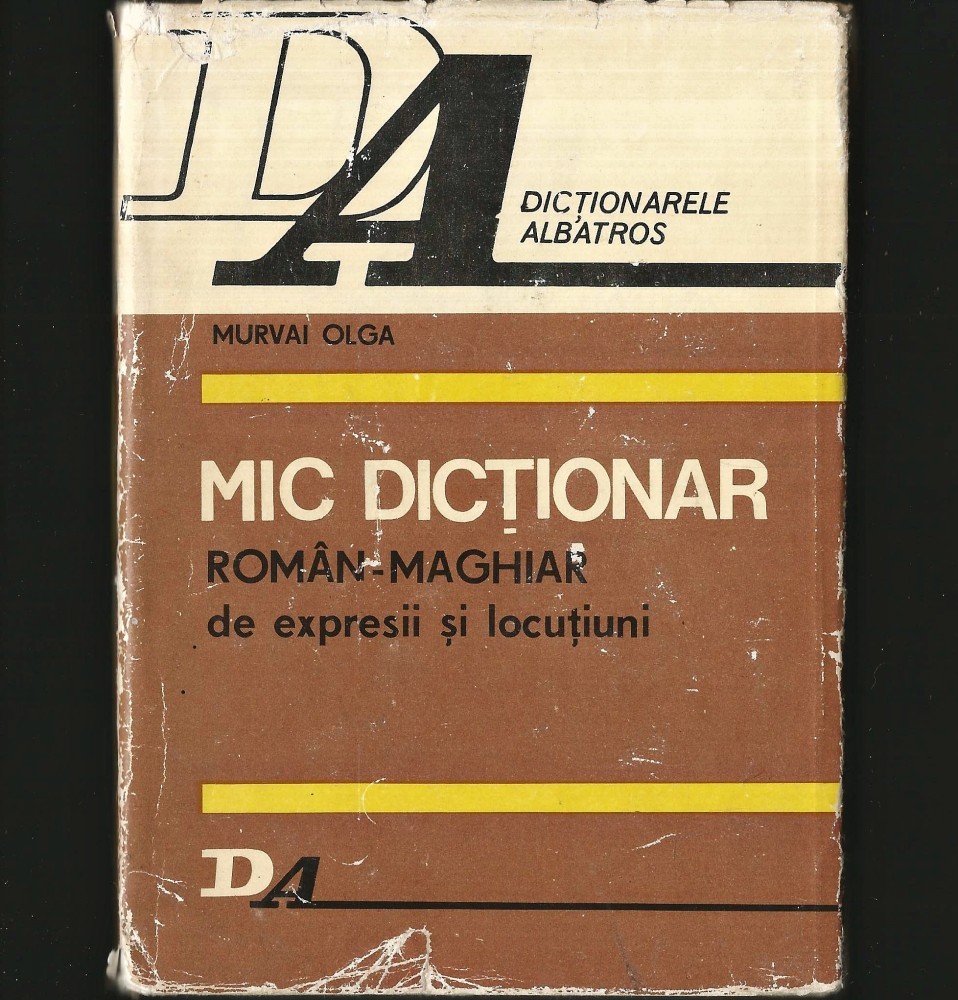 DA
DICȚIONARELE
ALBATROS
MURVAI OLGA
MIC DICȚIONAR
ROMÂN-MAGHIAR
de expresii și locuțiuni
DA